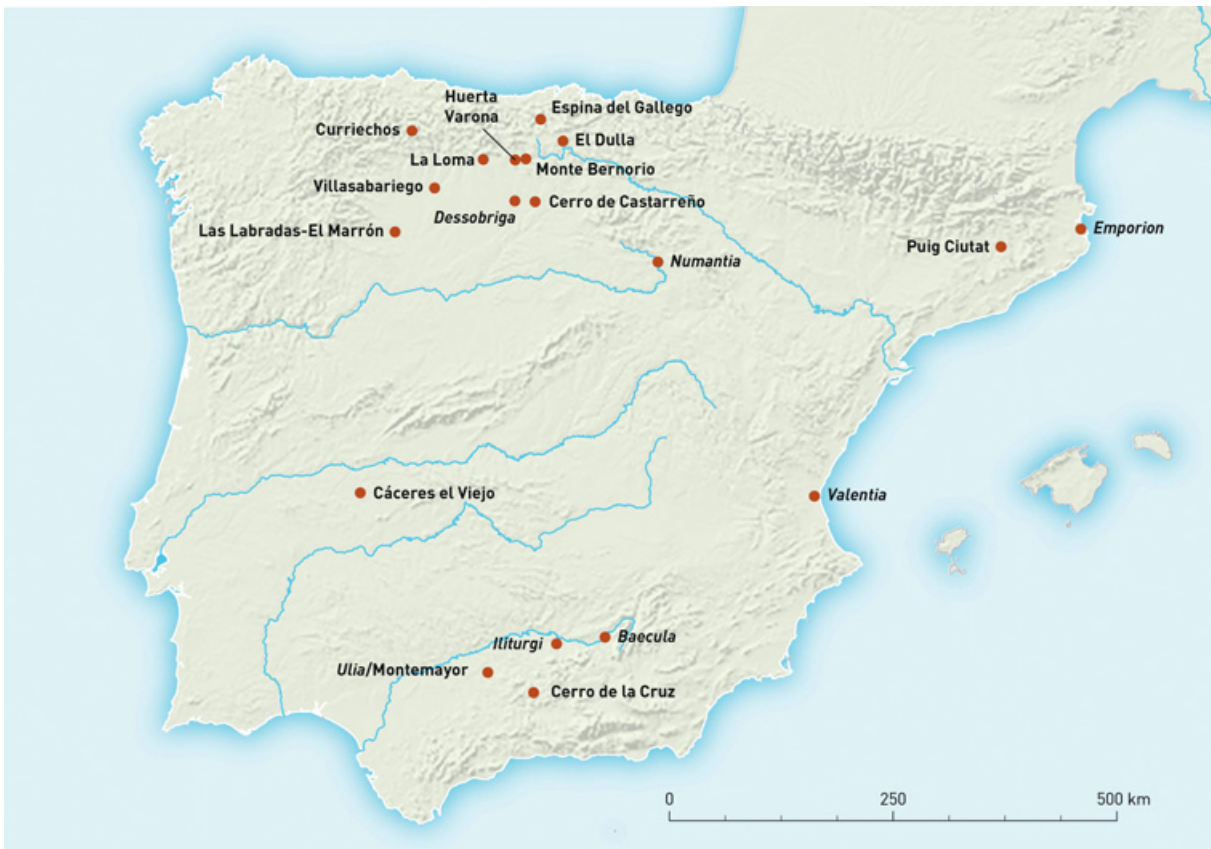 Huerta
Varona
Espina del Gallego
Curriechos
El Dulla
La Loma
Monte Bernorio
Villasabariego
Dessobriga
Cerro de Castarreño
Las Labradas-El Marrón
Emporion
Puig Ciutat
Numantia
Cáceres el Viejo
Valentia
Iliturgi
Baecula
Ulia/Montemayor
Cerro de la Cruz
0 250 500 km